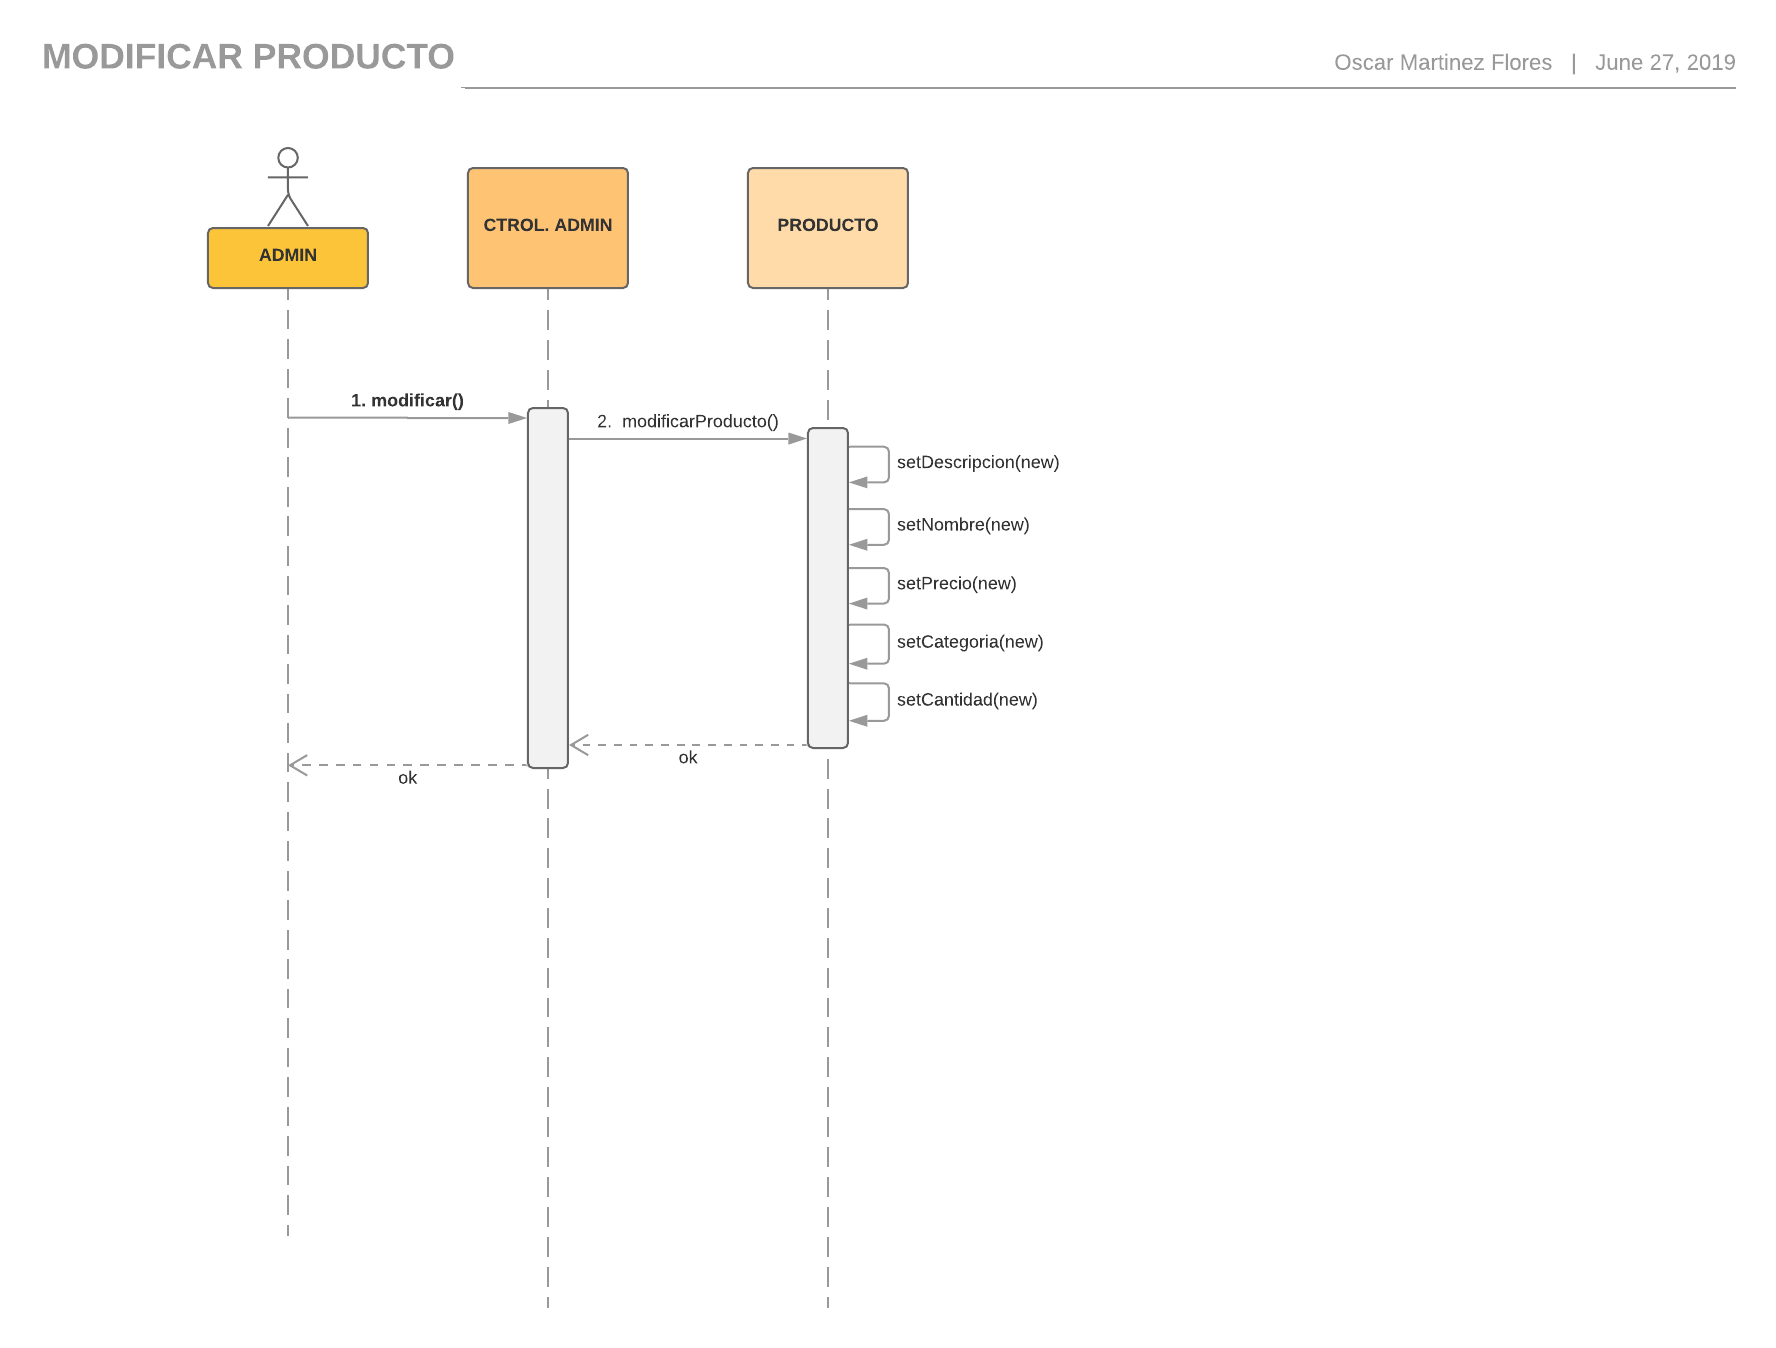 MODIFICAR PRODUCTO
Oscar Martinez Flores | June 27, 2019
ADMIN
CTROL. ADMIN
PRODUCTO
1. modificar()
2. modificarProducto()
setDescripcion(new)
setNombre(new)
setPrecio(new)
setCategoria(new)
setCantidad(new)
ok
ok